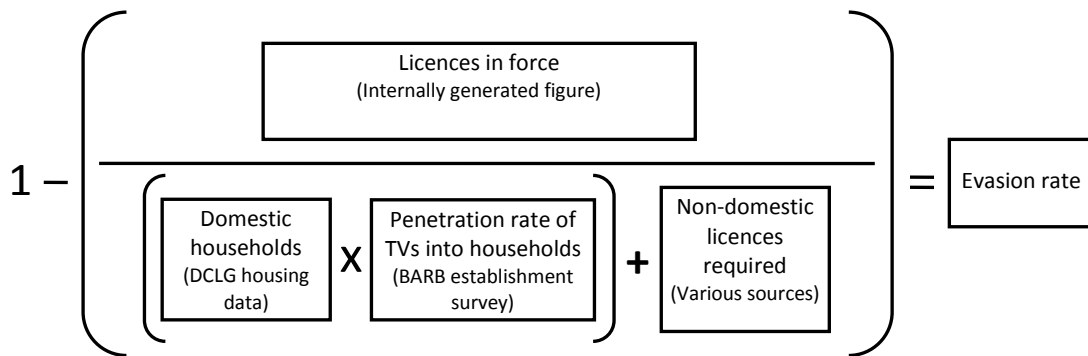 Licences in force
(Internally generated figure)
1 –
= Evasion rate
Domestic
households
(DCLG housing
data)
X
Penetration rate of
TVs into households
(BARB establishment
survey)
+
Non-domestic
licences
required
(Various sources)